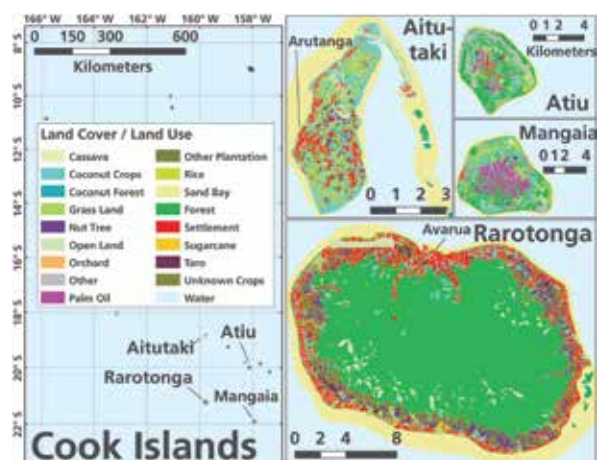 166° W 164° W 162° W 160° W 158° W
8° S
0 150 300 600
Kilometers
10° S
Land Cover / Land Use
Cassava
Coconut Crops
Coconut Forest
Grass Land
Nut Tree
Open Land
Orchard
Other
Palm Oil
Other Plantation
Rice
Sand Bay
Forest
Settlement
Sugarcane
Taro
Unknown Crops
Water
12° S
14° S
16° S
18° S
20° S
22° S
Aitutaki
Atiu
Rarotonga
Mangaia
Cook Islands
Arutanga
Aitu-
taki
0 1 2 3
0 1 2 4
Kilometers
Atiu
Mangaia
0 1 2 4
Avarua
Rarotonga
0 2 4 8